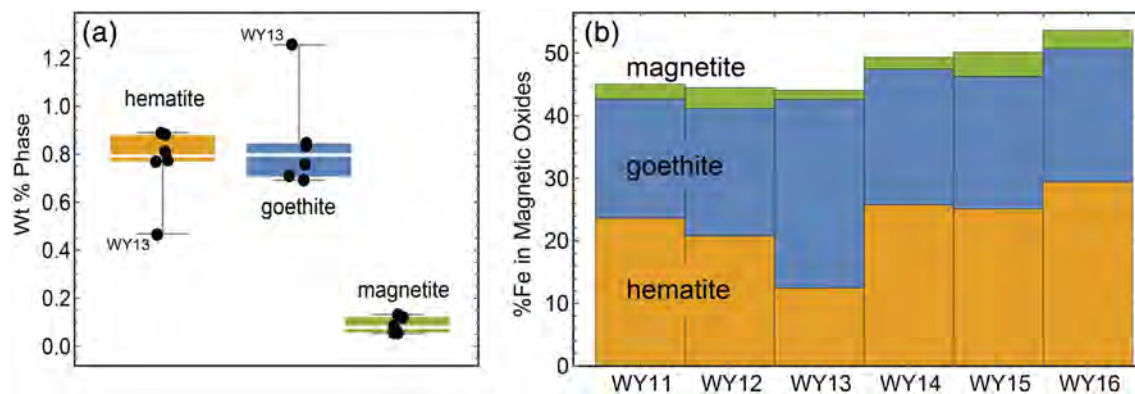 (a)
Wt % Phase
1.2
1.0
0.8
0.6
0.4
0.2
0.0
WY13
hematite
WY13
goethite
magnetite
(b)
%Fe in Magnetic Oxides
50
40
30
20
10
0
magnetite
goethite
hematite
WY11 WY12 WY13 WY14 WY15 WY16